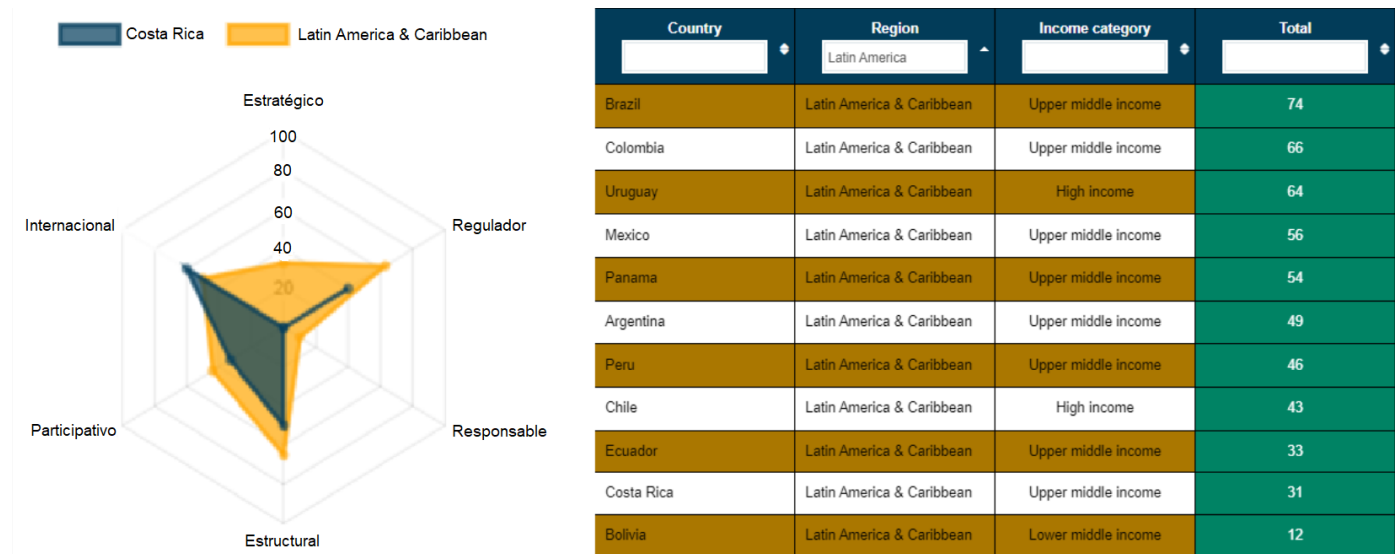 Costa Rica
Latin America & Caribbean
Estratégico
100
80
60
40
20
Internacional
Regulador
Participativo
Responsable
Estructural
Country Region Income category Total
Latin America
Brazil Latin America & Caribbean Upper middle income 74
Colombia Latin America & Caribbean Upper middle income 66
Uruguay Latin America & Caribbean High income 64
Mexico Latin America & Caribbean Upper middle income 56
Panama Latin America & Caribbean Upper middle income 54
Argentina Latin America & Caribbean Upper middle income 49
Peru Latin America & Caribbean Upper middle income 46
Chile Latin America & Caribbean High income 43
Ecuador Latin America & Caribbean Upper middle income 33
Costa Rica Latin America & Caribbean Upper middle income 31
Bolivia Latin America & Caribbean Lower middle income 12